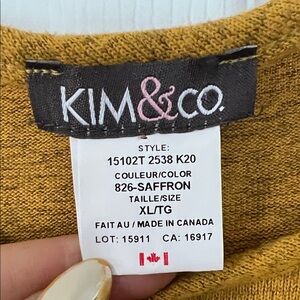 KIM&CO.
STYLE:
15102T 2538 K20
COULEUR/COLOR
826-SAFFRON
TAILLE/SIZE
XL/TG
FAIT AU / MADE IN CANADA
LOT: 15911 CA: 16917